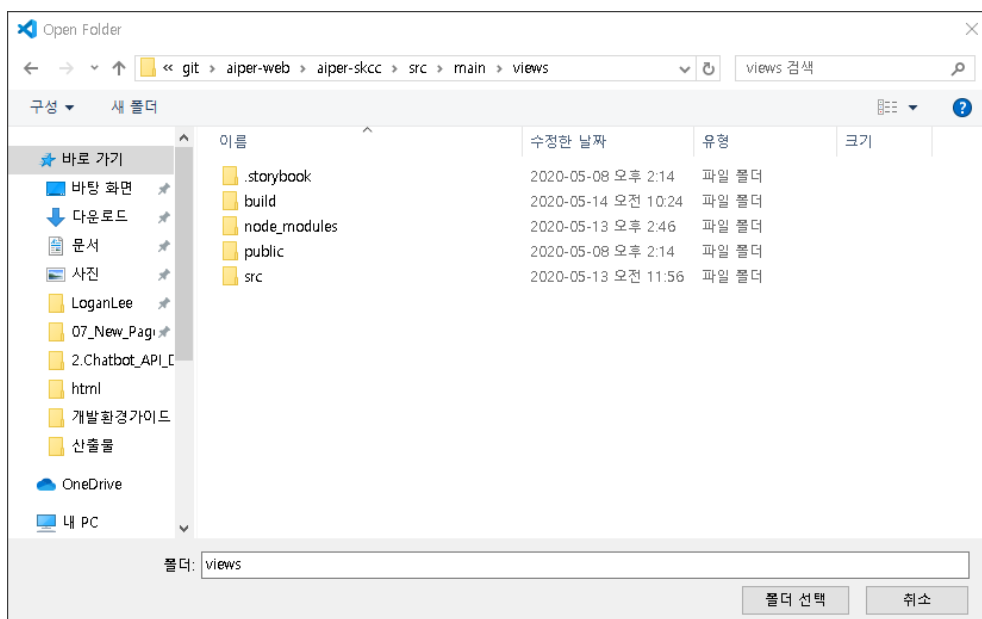 Open Folder
« git › aiper-web › aiper-skcc › src › main › views
views 검색
구성 새 폴더
이름 수정한 날짜 유형 크기
바로 가기
바탕 화면
다운로드
문서
사진
LoganLee
07_New_Pag
2.Chatbot_API_D
html
개발환경가이드
산출물
OneDrive
내 PC
.storybook 2020-05-08 오후 2:14 파일 폴더
build 2020-05-14 오전 10:24 파일 폴더
node_modules 2020-05-13 오후 2:46 파일 폴더
public 2020-05-08 오후 2:14 파일 폴더
src 2020-05-13 오전 11:56 파일 폴더
폴더: views
폴더 선택 취소